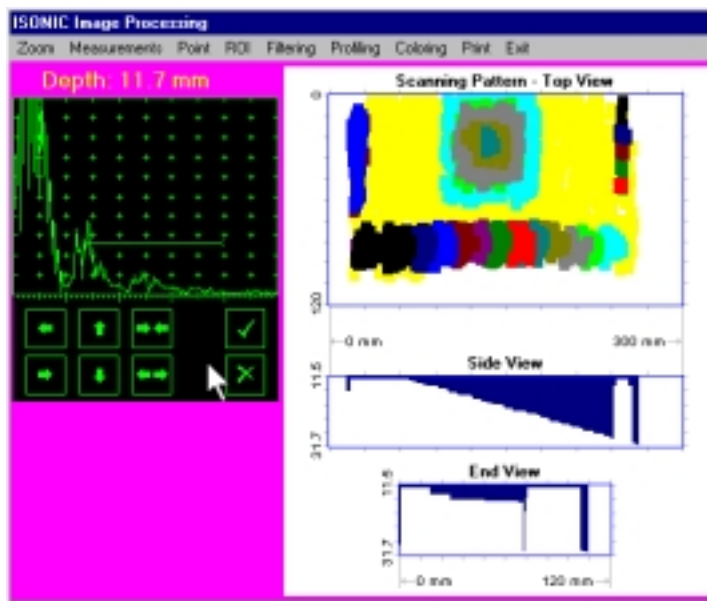 ISONIC Image Processing
Zoom Measurements Point ROI Filtering Profiling Coloring Print Exit
Depth: 11.7 mm
Scanning Pattern - Top View
0
120
0 mm 300 mm
Side View
11.6
31.7
End View
11.6
31.7
0 mm 120 mm